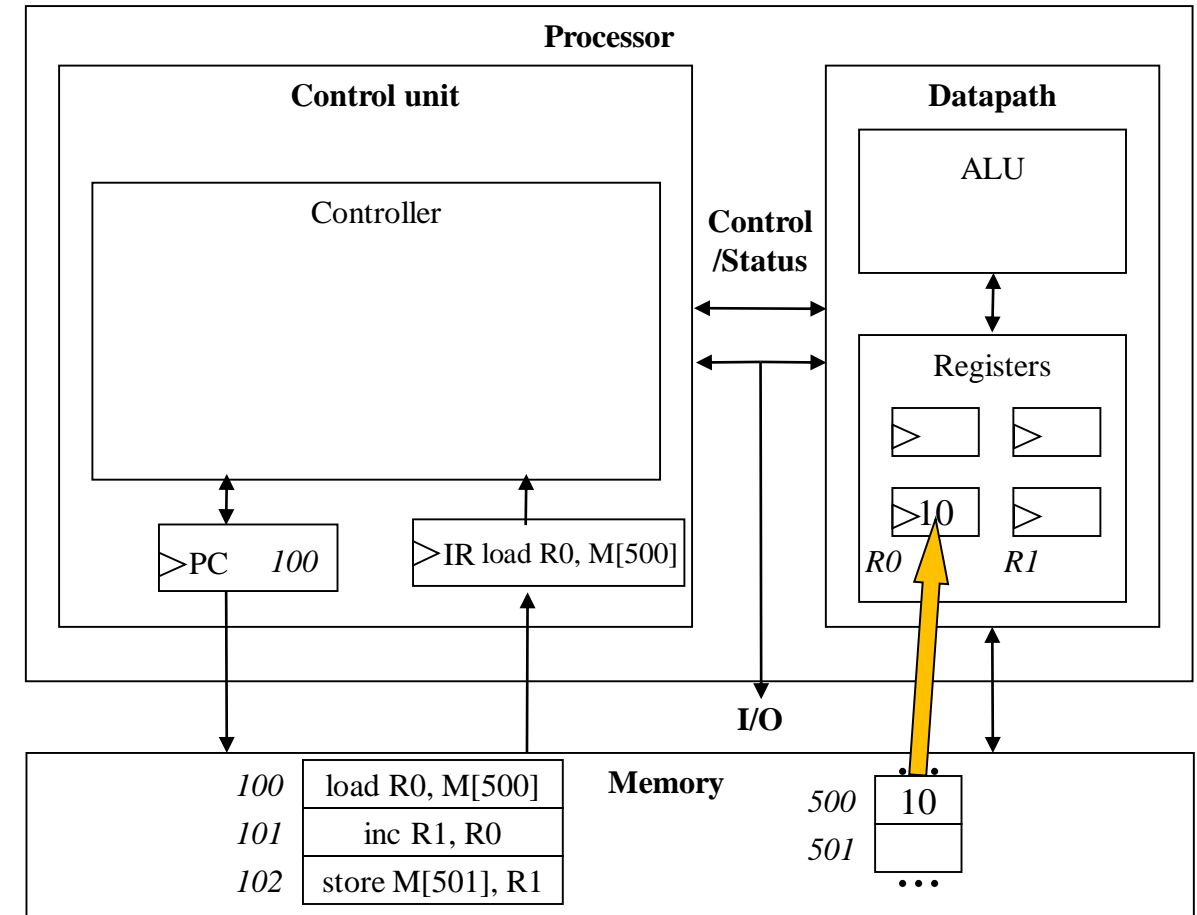 Processor
Control unit
Datapath
Controller
ALU
Control
/Status
Registers
10
R0 R1
PC 100
IR load R0, M[500]
I/O
Memory
100 load R0, M[500]
101 inc R1, R0
102 store M[501], R1
500 10
501